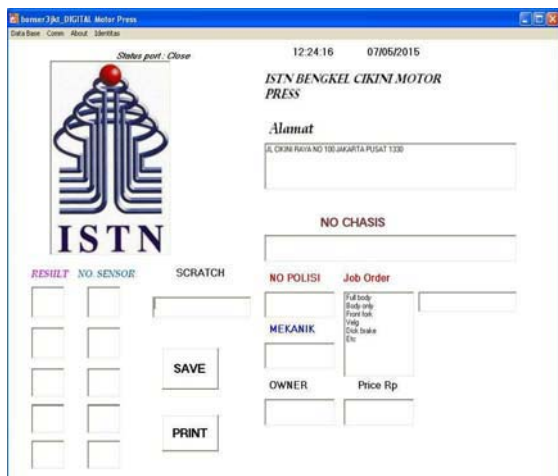 benser3jkt_DIGITAL Motor Press
Data Base Comm About Identitas
Status port : Close
12:24:16 07/05/2015
ISTN BENGKEL CIKINI MOTOR
PRESS
Alamat
JL CIKINI RAYA NO 100 JAKARTA PUSAT 1330
ISTN
NO CHASIS
RESULT NO. SENSOR SCRATCH
NO POLISI Job Order
Full body
Body only
Front fork
Velg
Disk brake
Etc
MEKANIK
SAVE
OWNER Price Rp
PRINT